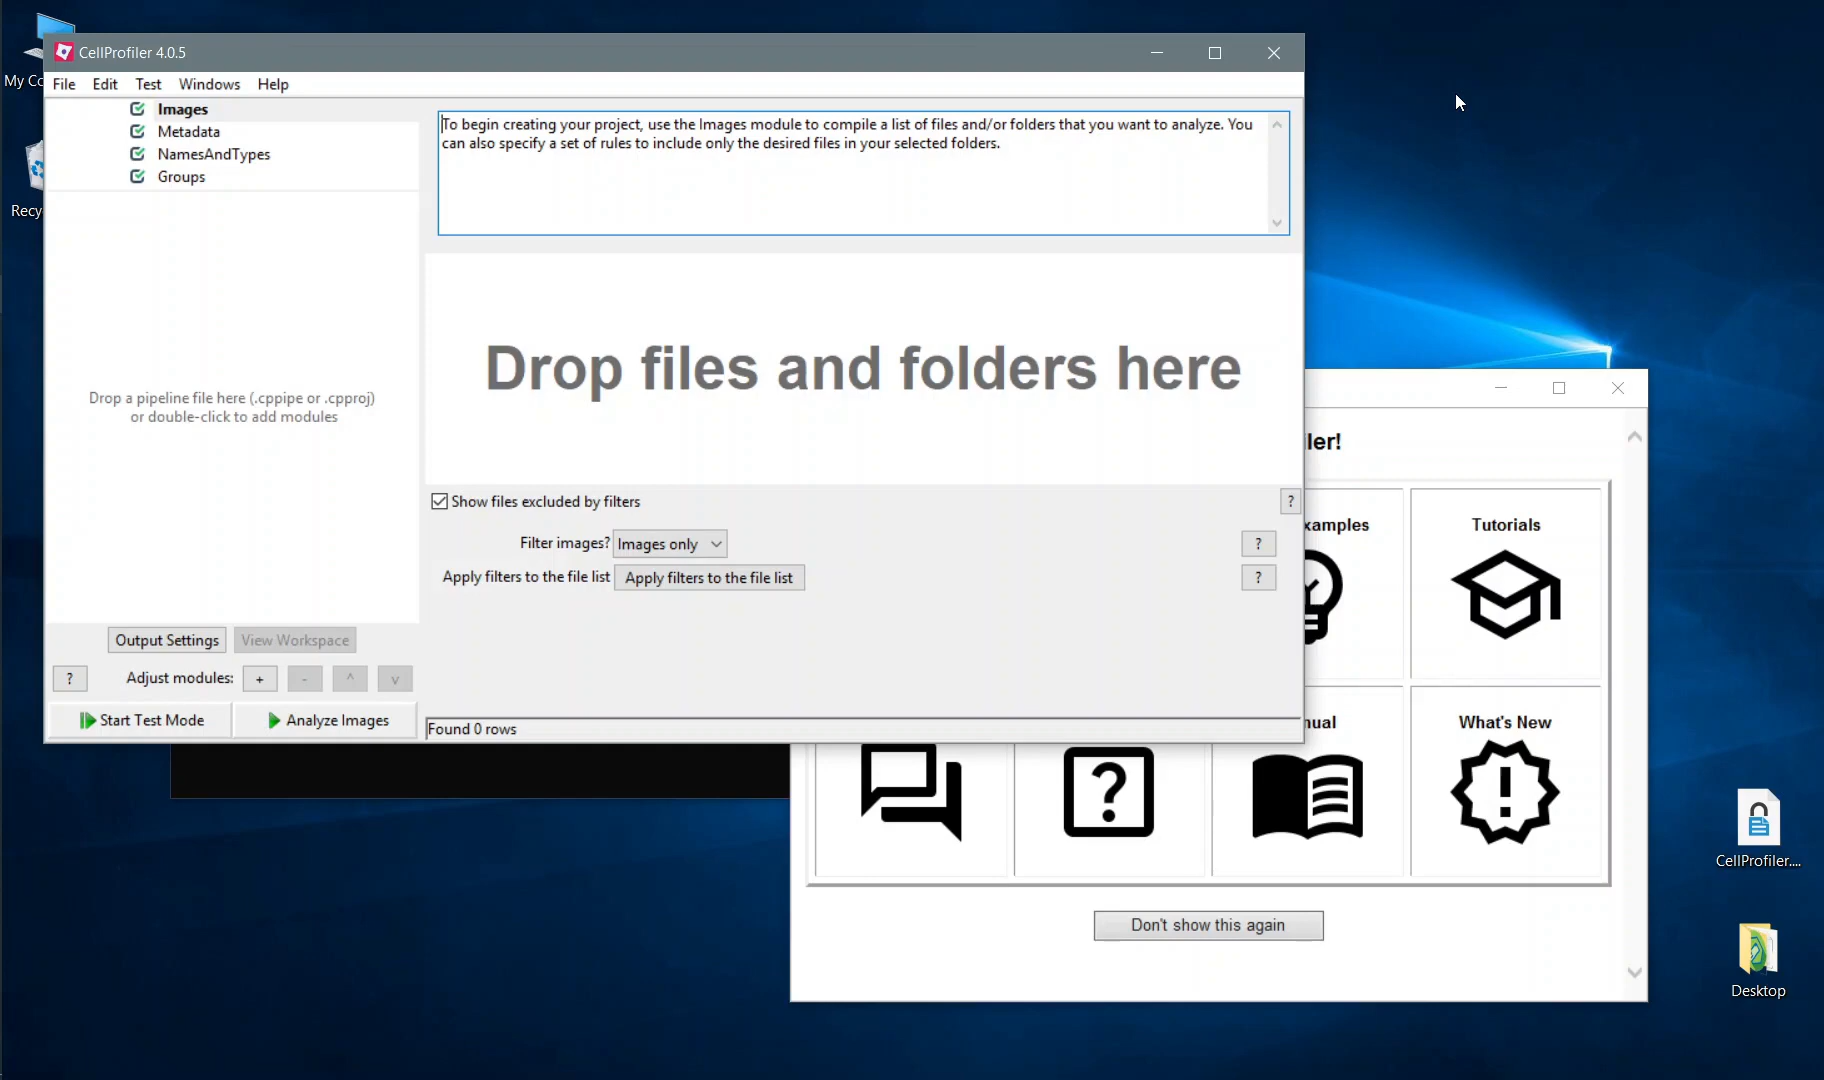 My Co
Recy
CellProfiler 4.0.5
File Edit Test Windows Help
Images
Metadata
NamesAndTypes
Groups
To begin creating your project, use the Images module to compile a list of files and/or folders that you want to analyze. You
can also specify a set of rules to include only the desired files in your selected folders.
Drop a pipeline file here (.cppipe or .cpproj)
or double-click to add modules
Drop files and folders here
Show files excluded by filters
?
Filter images? Images only ?
Apply filters to the file list Apply filters to the file list ?
Output Settings View Workspace
? Adjust modules: + - ^ v
Start Test Mode Analyze Images
Found 0 rows
ler!
xamples
Tutorials
nual
What's New
Don't show this again
CellProfiler....
Desktop